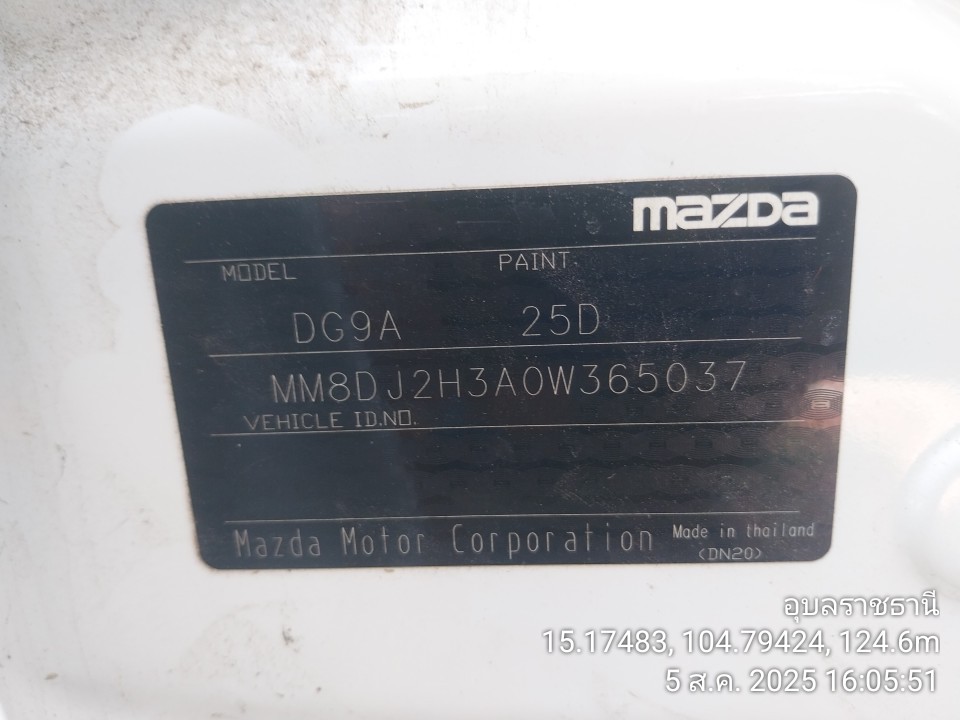 mazda
MODEL PAINT
DG9A 25D
MM8DJ2H3A0W365037
VEHICLE ID.NO.
Mazda Motor Corporation Made in thailand
(DN20)
อุบลราชธานี
15.17483, 104.79424, 124.6m
5 ส.ค. 2025 16:05:51